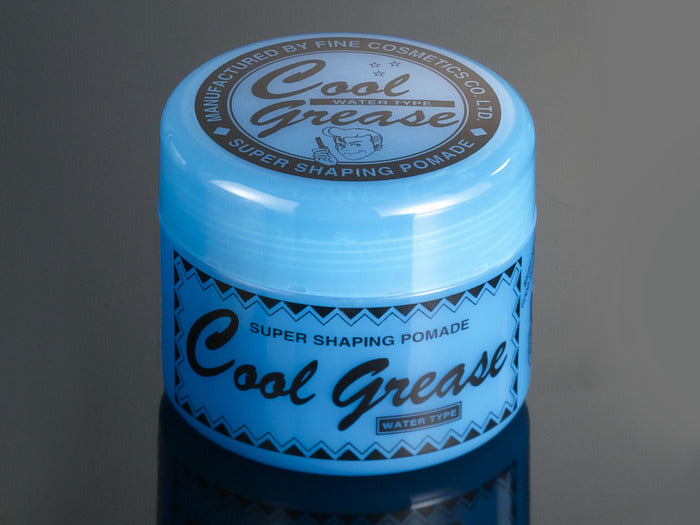 MANUFACTURED BY FINE COSMETICS CO. LTD.
Cool
WATER TYPE
Grease
SUPER SHAPING POMADE
SUPER SHAPING POMADE
Cool Grease
WATER TYPE